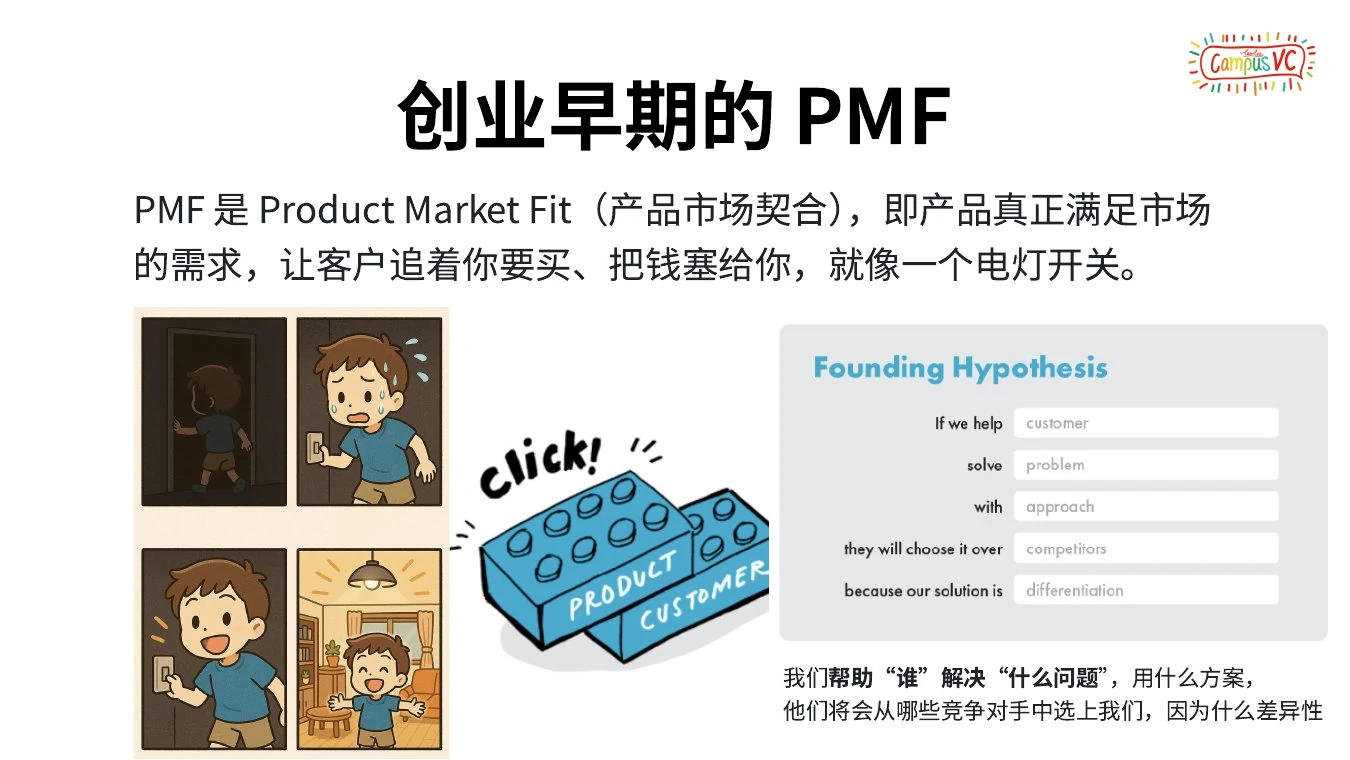 Campus VC
创业早期的 PMF
PMF 是 Product Market Fit（产品市场契合），即产品真正满足市场
的需求，让客户追着你要买、把钱塞给你，就像一个电灯开关。
click!
PRODUCT
CUSTOMER
Founding Hypothesis
If we help customer
solve problem
with approach
they will choose it over competitors
because our solution is differentiation
我们帮助“谁”解决“什么问题”，用什么方案，
他们将会从哪些竞争对手中选上我们，因为什么差异性